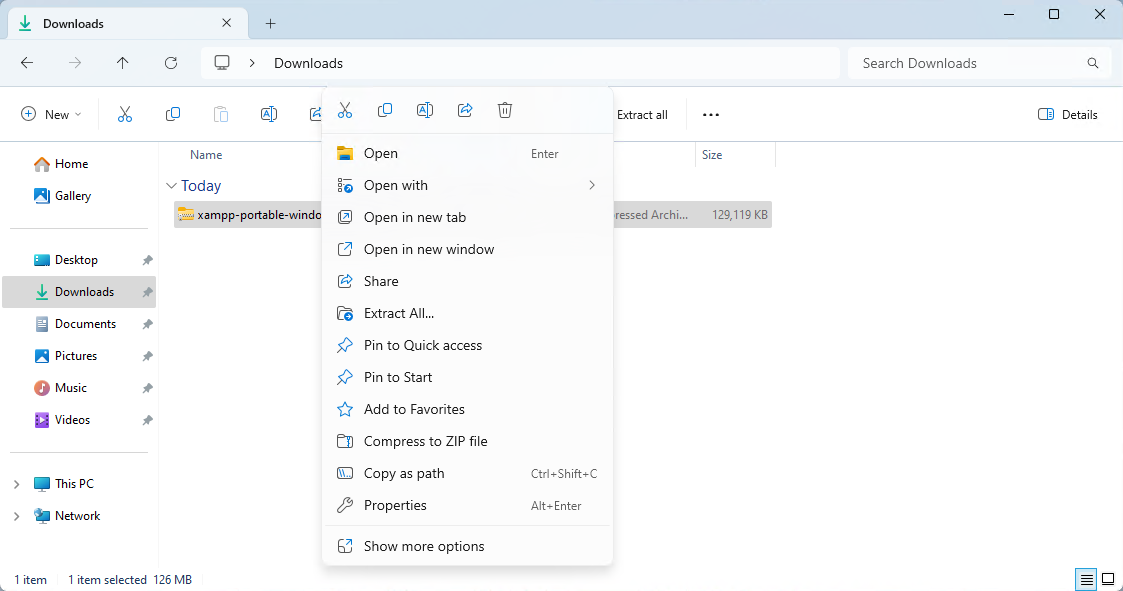 Downloads
Downloads
Search Downloads
New
Extract all
Details
Home
Gallery
Desktop
Downloads
Documents
Pictures
Music
Videos
This PC
Network
Name
Size
Today
xampp-portable-windo
ressed Archi... 129,119 KB
Open Enter
Open with
Open in new tab
Open in new window
Share
Extract All...
Pin to Quick access
Pin to Start
Add to Favorites
Compress to ZIP file
Copy as path Ctrl+Shift+C
Properties Alt+Enter
Show more options
1 item 1 item selected 126 MB